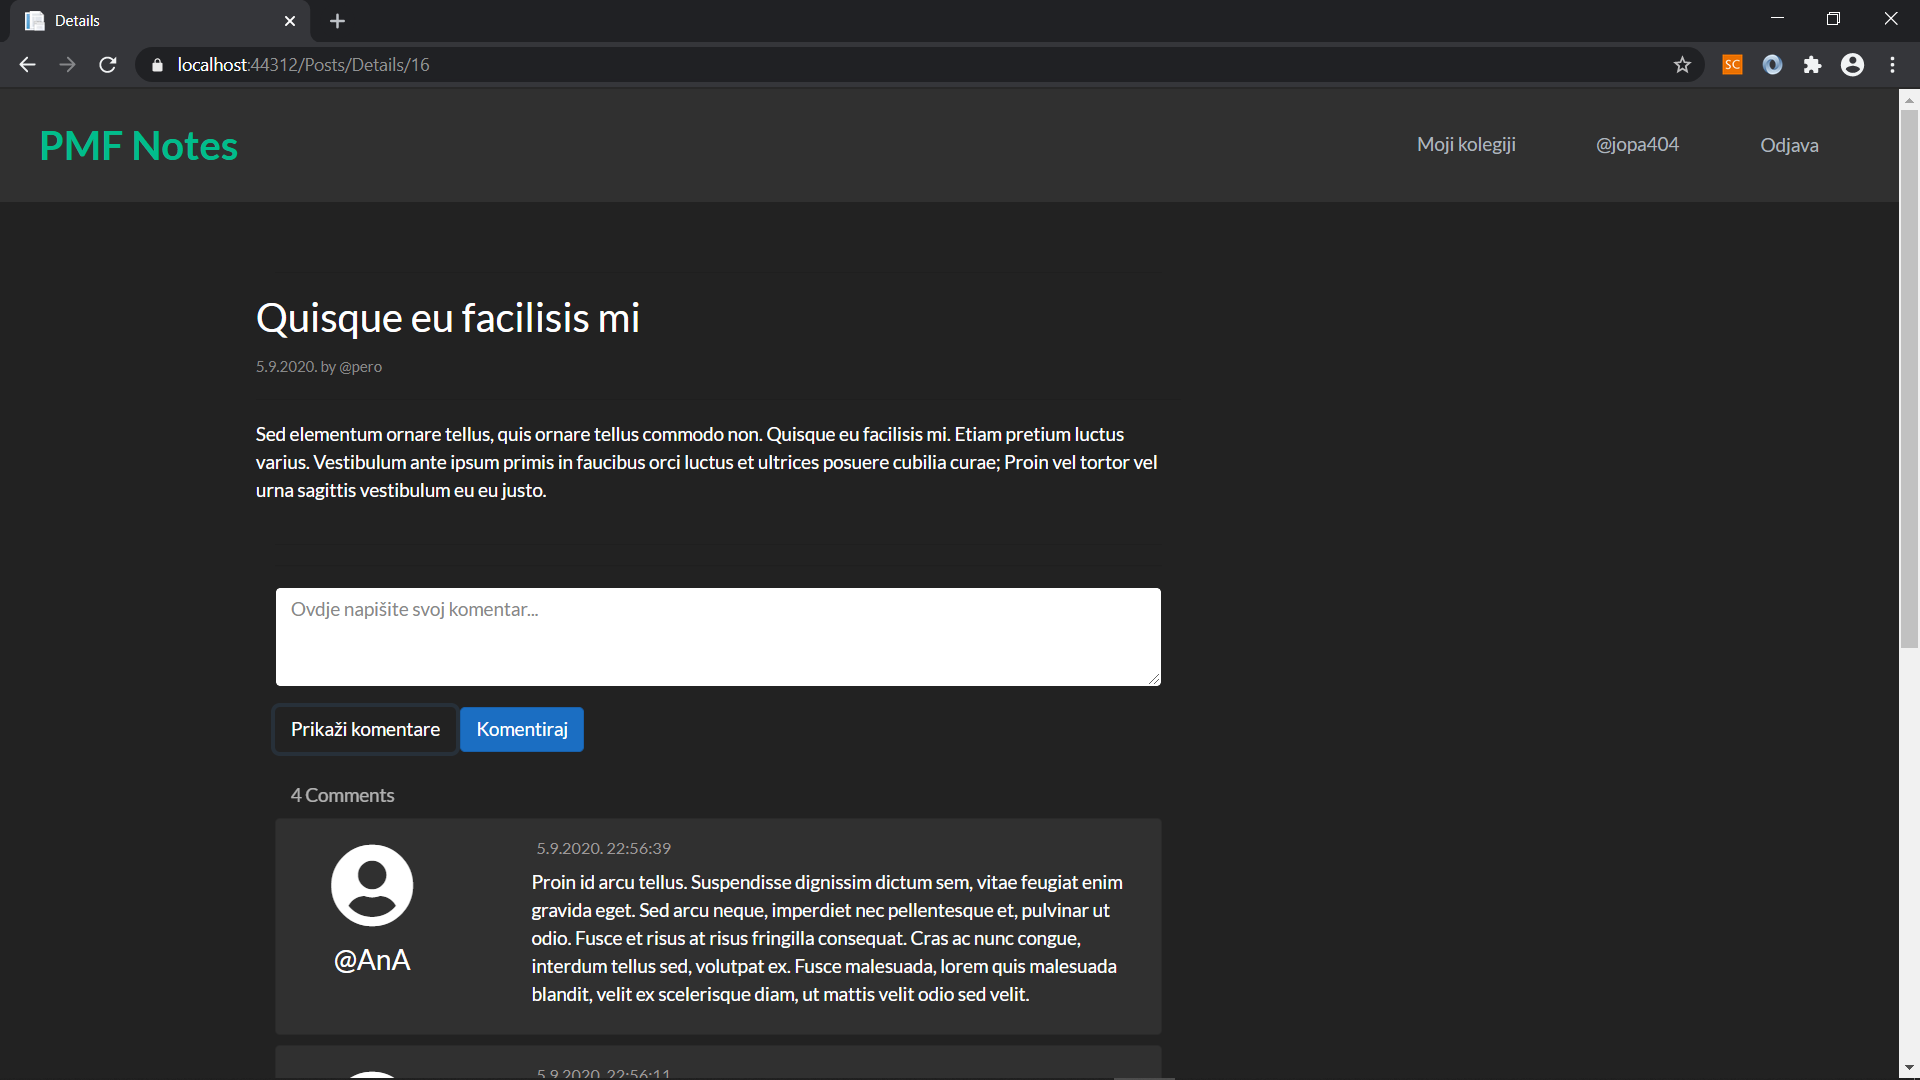 Details
localhost:44312/Posts/Details/16
SC
PMF Notes
Moji kolegiji
@jopa404
Odjava
Quisque eu facilisis mi
5.9.2020. by @pero
Sed elementum ornare tellus, quis ornare tellus commodo non. Quisque eu facilisis mi. Etiam pretium luctus
varius. Vestibulum ante ipsum primis in faucibus orci luctus et ultrices posuere cubilia curae; Proin vel tortor vel
urna sagittis vestibulum eu eu justo.
Ovdje napišite svoj komentar...
Prikaži komentare
Komentiraj
4 Comments
5.9.2020. 22:56:39
Proin id arcu tellus. Suspendisse dignissim dictum sem, vitae feugiat enim
gravida eget. Sed arcu neque, imperdiet nec pellentesque et, pulvinar ut
odio. Fusce et risus at risus fringilla consequat. Cras ac nunc congue,
interdum tellus sed, volutpat ex. Fusce malesuada, lorem quis malesuada
blandit, velit ex scelerisque diam, ut mattis velit odio sed velit.
@AnA
5.9.2020. 22:56:11